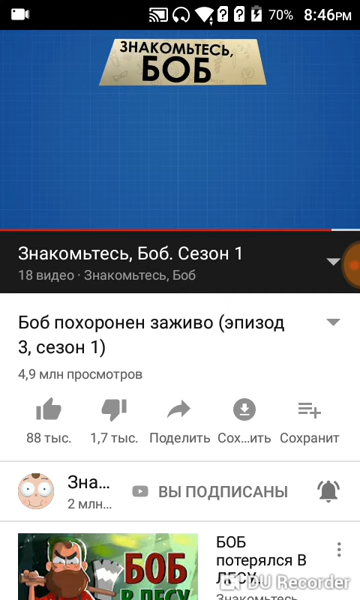 70% 8:46PM
ЗНАКОМЬТЕСЬ,
БОБ
Знакомьтесь, Боб. Сезон 1
18 видео · Знакомьтесь, Боб
Боб похоронен заживо (эпизод
3, сезон 1)
4,9 млн просмотров
88 тыс. 1,7 тыс. Поделить Сох...ить Сохранит
Зна...
ВЫ ПОДПИСАНЫ
2 млн...
БОБ
В ЛЕСУ
БОБ
потерялся В
ЛЕСУ
Знакомьтесь
DU Recorder